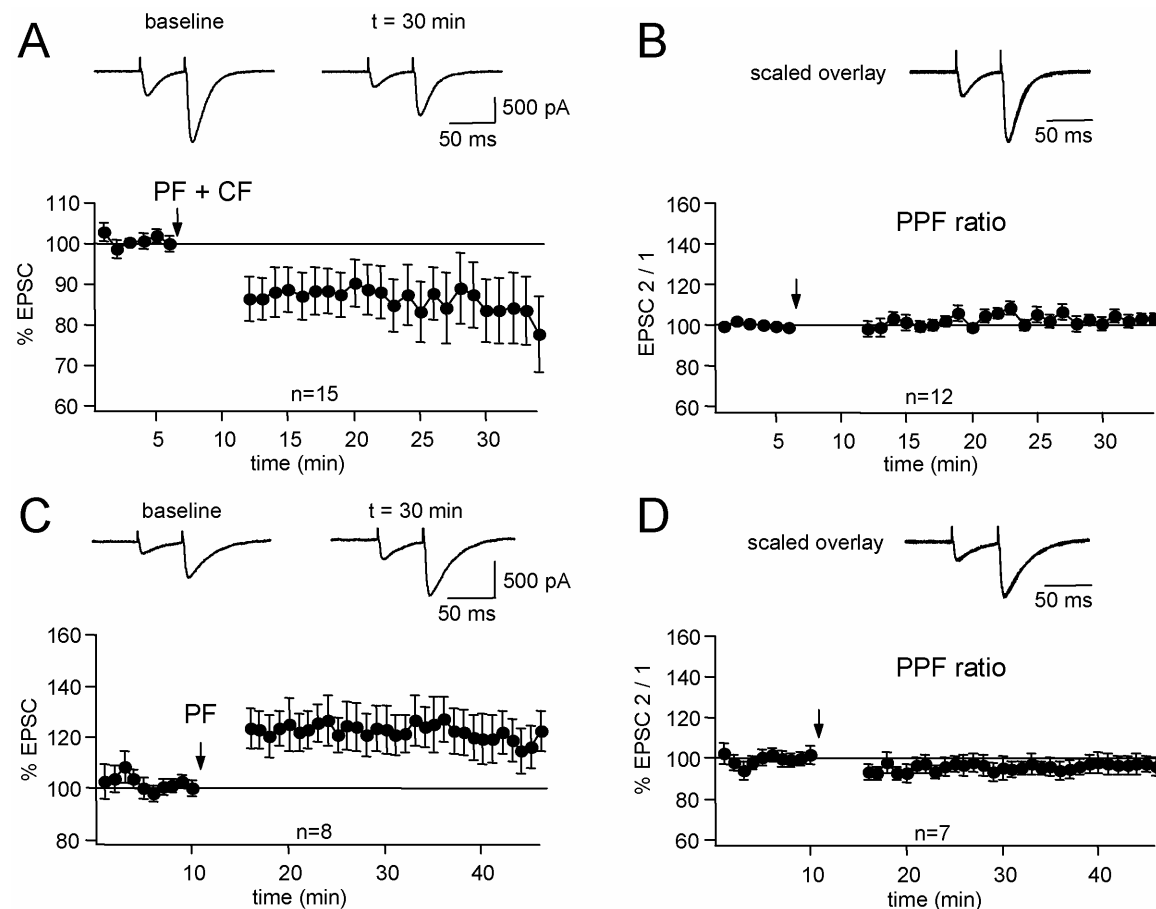 A
baseline
t = 30 min
500 pA
50 ms
PF + CF
110
100
90
80
70
60
% EPSC
n=15
5
10
15
20
25
30
time (min)
B
scaled overlay
50 ms
160
140
120
100
80
60
EPSC 2 / 1
PPF ratio
n=12
5
10
15
20
25
30
time (min)
C
baseline
t = 30 min
500 pA
50 ms
160
140
120
100
80
% EPSC
PF
n=8
10
20
30
40
time (min)
D
scaled overlay
50 ms
160
140
120
100
80
60
% EPSC 2 / 1
PPF ratio
n=7
10
20
30
40
time (min)